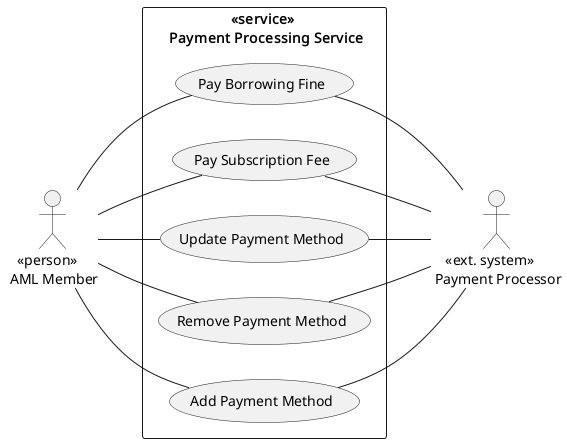 «service»
Payment Processing Service
Pay Borrowing Fine
Pay Subscription Fee
Update Payment Method
Remove Payment Method
Add Payment Method
«person»
AML Member
«ext. system»
Payment Processor